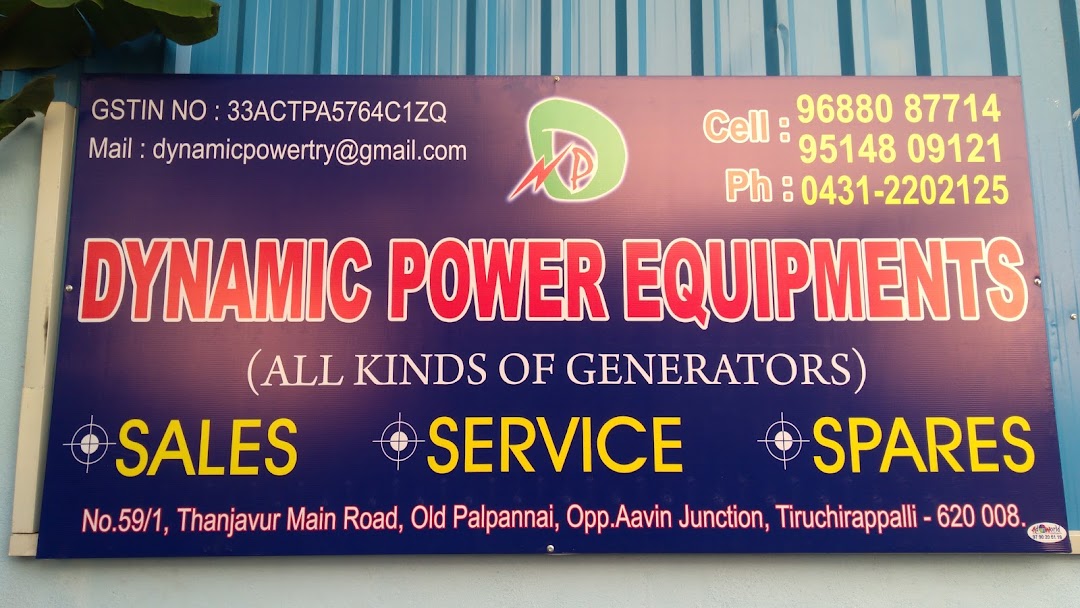 GSTIN NO : 33ACTPA5764C1ZQ
Mail : dynamicpowertry@gmail.com
DP
Cell : 96880 87714
95148 09121
Ph : 0431-2202125
DYNAMIC POWER EQUIPMENTS
(ALL KINDS OF GENERATORS)
SALES SERVICE SPARES
No.59/1, Thanjavur Main Road, Old Palpannai, Opp.Aavin Junction, Tiruchirappalli - 620 008.